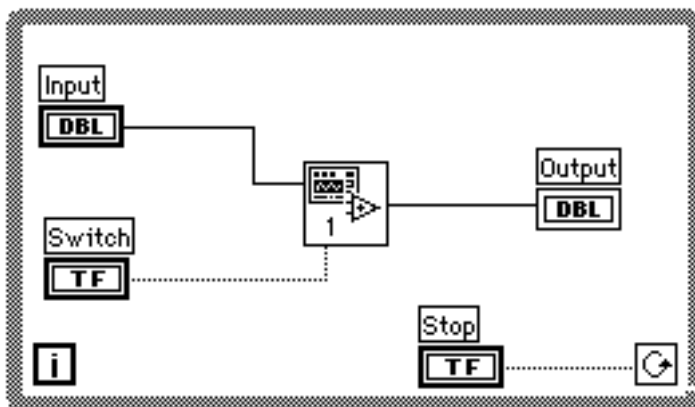 Input
DBL
Output
DBL
1
Switch
TF
Stop
TF
i